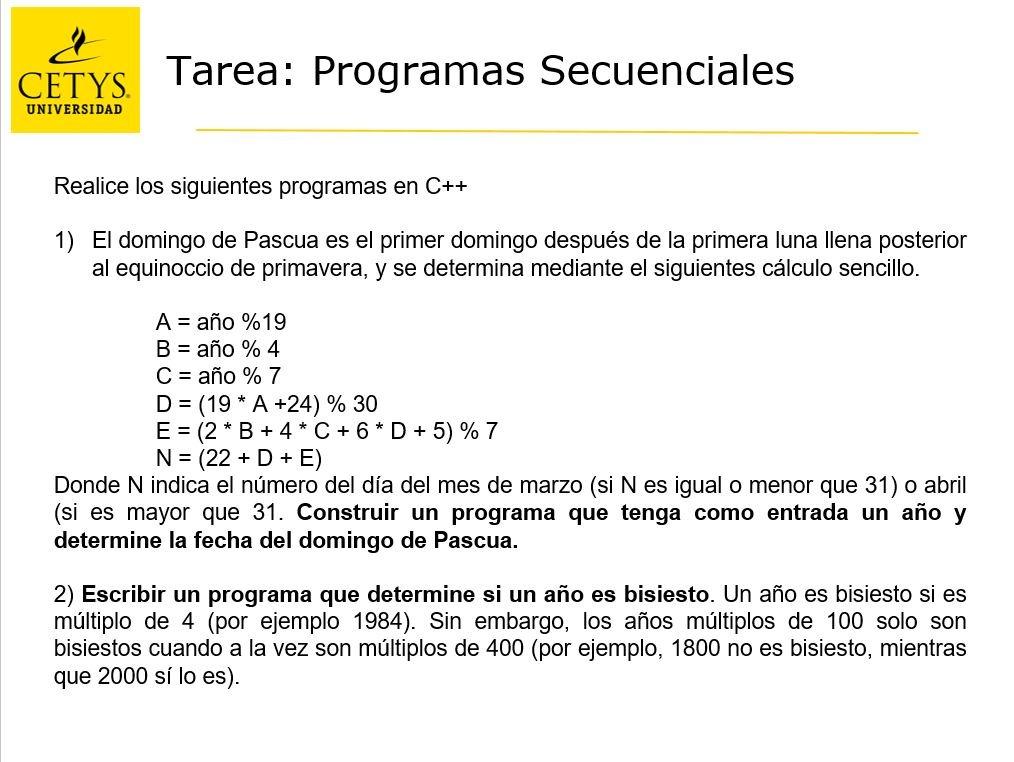 CETYS
UNIVERSIDAD
Tarea: Programas Secuenciales
Realice los siguientes programas en C++
1) El domingo de Pascua es el primer domingo después de la primera luna llena posterior
al equinoccio de primavera, y se determina mediante el siguientes cálculo sencillo.
A = año %19
B = año % 4
C = año % 7
D = (19 * A +24) % 30
E = (2 * B + 4 * C + 6 * D + 5) % 7
N = (22 + D + E)
Donde N indica el número del día del mes de marzo (si N es igual o menor que 31) o abril
(si es mayor que 31. Construir un programa que tenga como entrada un año y
determine la fecha del domingo de Pascua.
2) Escribir un programa que determine si un año es bisiesto. Un año es bisiesto si es
múltiplo de 4 (por ejemplo 1984). Sin embargo, los años múltiplos de 100 solo son
bisiestos cuando a la vez son múltiplos de 400 (por ejemplo, 1800 no es bisiesto, mientras
que 2000 sí lo es).